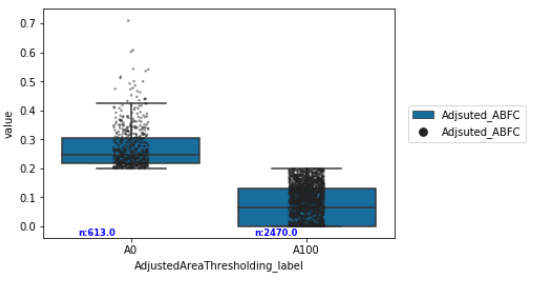 0.7
0.6
0.5
0.4
0.3
0.2
0.1
0.0
value
n:613.0
n:2470.0
A0
A100
AdjustedAreaThresholding_label
Adjsuted_ABFC
Adjsuted_ABFC